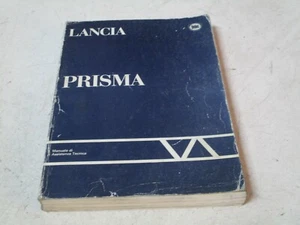 LANCIA
PRISMA
Manuale di
Assistenza Tecnica